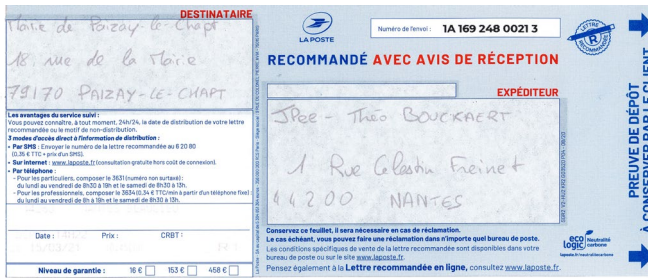 DESTINATAIRE
Mairie de Paizay-le-Chapt
18, rue de la Mairie
79170 PAIZAY-LE-CHAPT
Les avantages du service suivi :
Vous pouvez connaître, à tout moment, 24h/24, la date de distribution de votre lettre
recommandée ou le motif de non-distribution.
3 modes d'accès direct à l'information de distribution :
• Par SMS : Envoyer le numéro de la lettre recommandée au 6 20 80
(0,35 € TTC + prix d'un SMS).
• Sur internet : www.laposte.fr (consultation gratuite hors coût de connexion).
• Par téléphone :
- Pour les particuliers, composer le 3631 (numéro non surtaxé) :
du lundi au vendredi de 8h30 à 19h et le samedi de 8h30 à 13h.
- Pour les professionnels, composer le 3634 (0,34 € TTC/min à partir d'un téléphone fixe) :
du lundi au vendredi de 8h à 19h et le samedi de 8h30 à 13h.
Date : Prix : CRBT :
Niveau de garantie : 16 € 153 € 458 €
LA POSTE
Numéro de l'envoi : 1A 169 248 0021 3
LETTRE RECOMMANDÉE
R
RECOMMANDÉ AVEC AVIS DE RÉCEPTION
EXPÉDITEUR
JPee - Théo BOUCKAERT
1 Rue Célestin Freinet
44200 NANTES
Conservez ce feuillet, il sera nécessaire en cas de réclamation.
Le cas échéant, vous pouvez faire une réclamation dans n'importe quel bureau de poste.
Les conditions spécifiques de vente de la lettre recommandée sont disponibles dans votre
bureau de poste ou sur le site www.laposte.fr.
Pensez également à la Lettre recommandée en ligne, consultez www.laposte.fr.
eco logic Neutralité carbone
laposte.fr/neutralitecarbone
PREUVE DE DÉPÔT
À CONSERVER PAR LE CLIENT